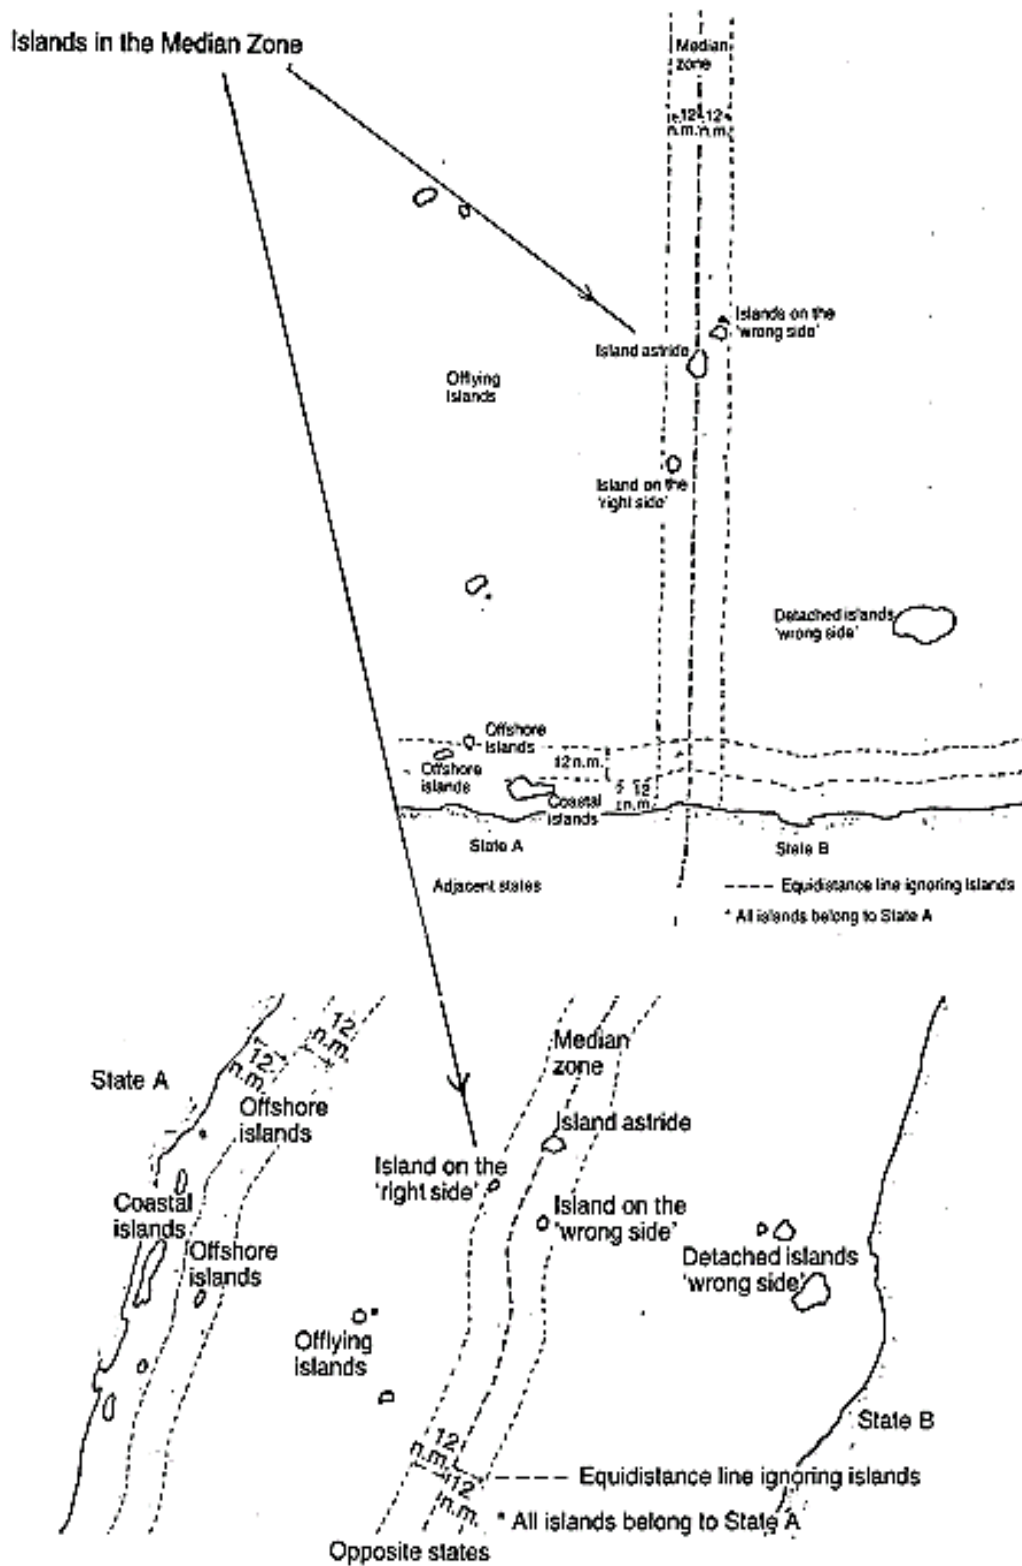 Islands in the Median Zone
Median
zone
12 12
n.m. n.m.
Islands on the
'wrong side'
Island astride
Offlying
islands
Island on the
'right side'
Detached islands
'wrong side'
Offshore
islands
12 n.m.
Offshore
islands
12
n.m.
Coastal
islands
State A
State B
Adjacent states
----- Equidistance line ignoring islands
* All islands belong to State A
12
n.m.
12
n.m.
State A
Offshore
islands
Median
zone
Island astride
Island on the
'right side'
Coastal
islands
Island on the
'wrong side'
Offshore
islands
Detached islands
'wrong side'
Offlying
islands
State B
12
n.m.
12
n.m.
----- Equidistance line ignoring islands
* All islands belong to State A
Opposite states